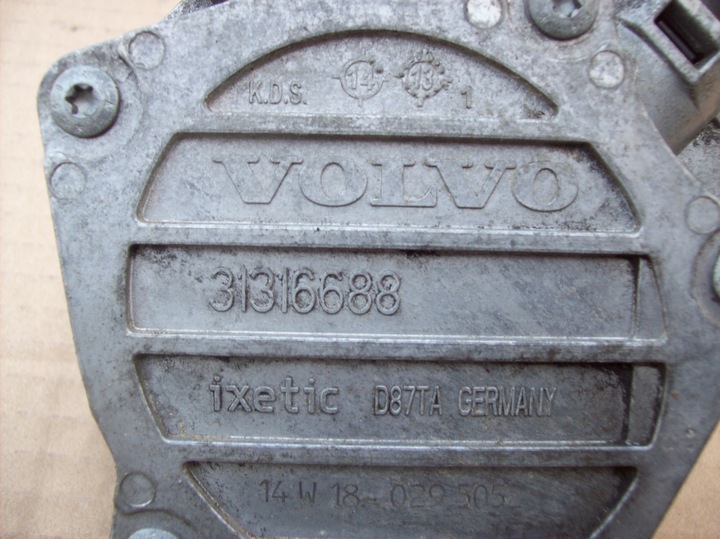 K.D.S. 14 13 1
VOLVO
31316688
ixetic D87TA GERMANY
14 W 18 029 505